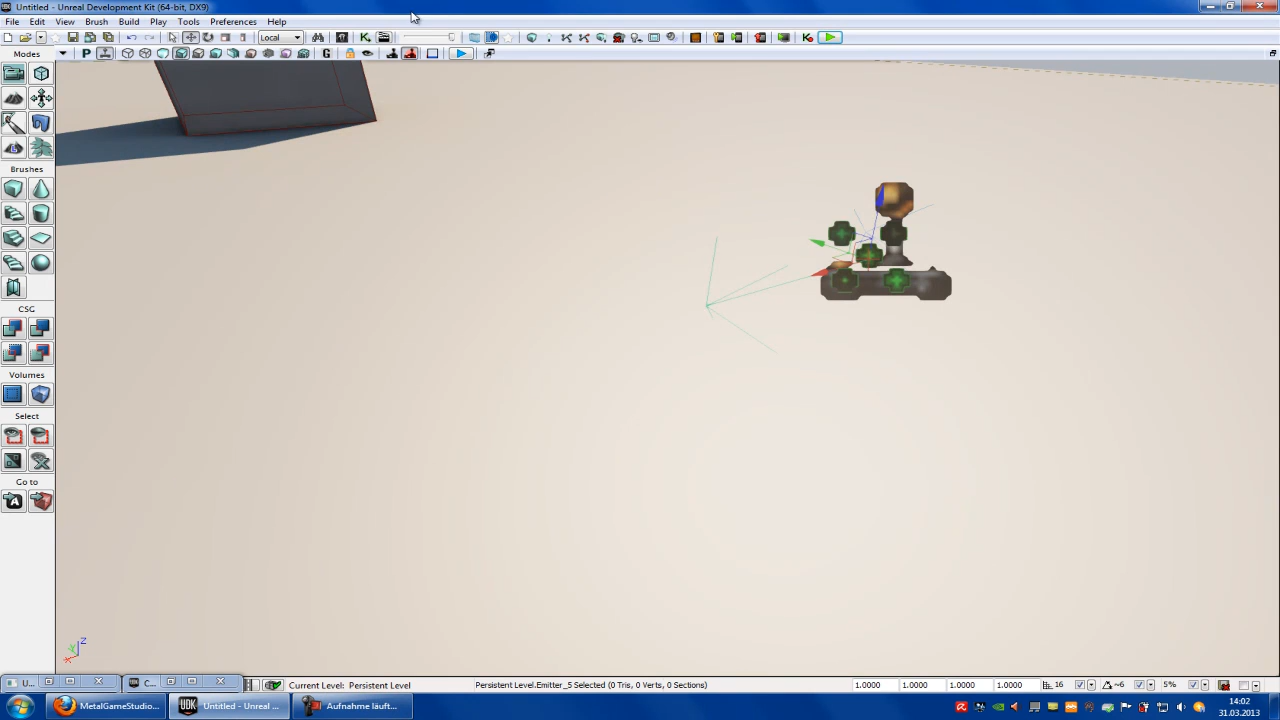 Untitled - Unreal Development Kit (64-bit, DX9)
File Edit View Brush Build Play Tools Preferences Help
Local
P
G
Modes
Brushes
CSG
Volumes
Select
Go to
Z
X
U...
C...
Current Level: Persistent Level
Persistent Level.Emitter_5 Selected (0 Tris, 0 Verts, 0 Sections)
1.0000 1.0000 1.0000 1.0000 16 ~6 5%
MetalGameStudio...
UDK Untitled - Unreal ...
Aufnahme läuft...
14:02
31.03.2013